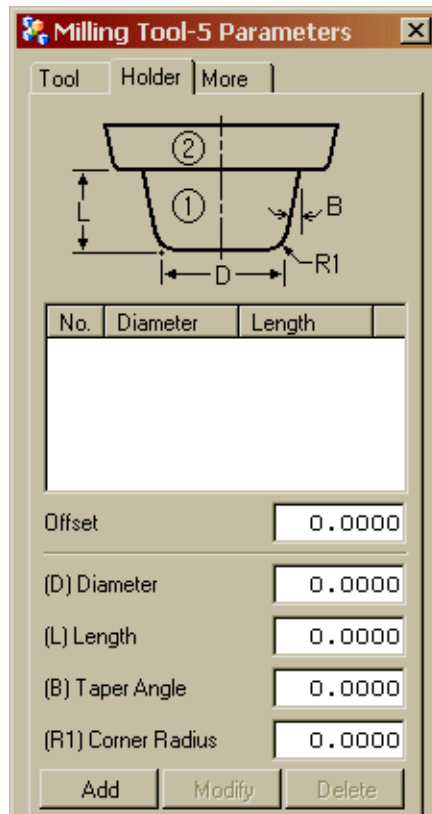 Milling Tool-5 Parameters
Tool Holder More
2
L 1 B
D R1
No. Diameter Length
Offset 0.0000
(D) Diameter 0.0000
(L) Length 0.0000
(B) Taper Angle 0.0000
(R1) Corner Radius 0.0000
Add Modify Delete